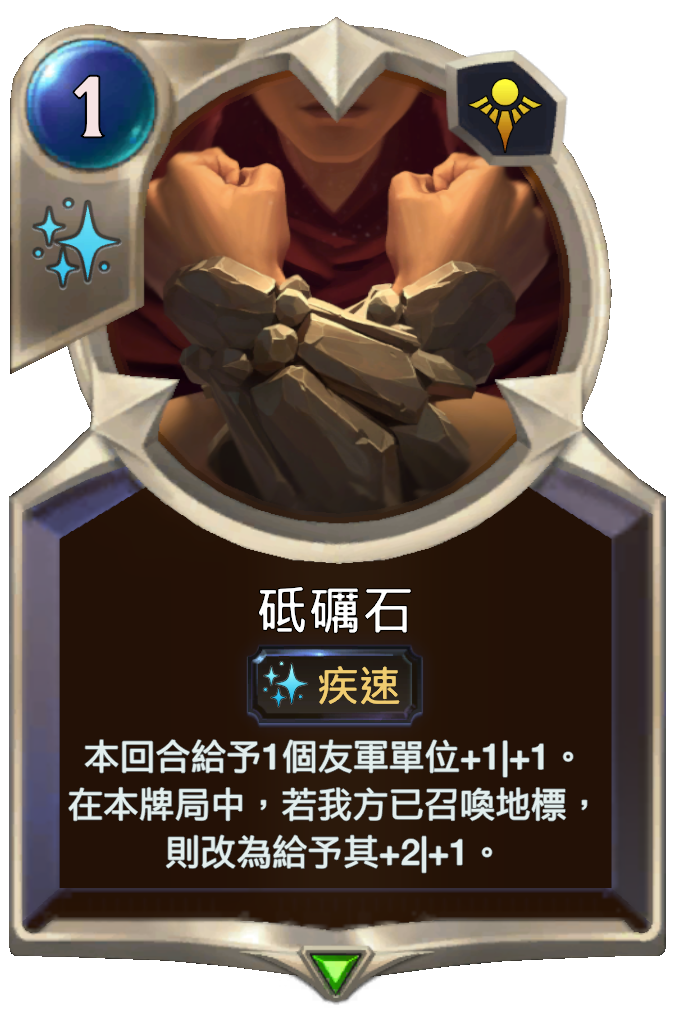 1
砥礪石
疾速
本回合給予1個友軍單位+1|+1。
在本牌局中，若我方已召喚地標，
則改為給予其+2|+1。